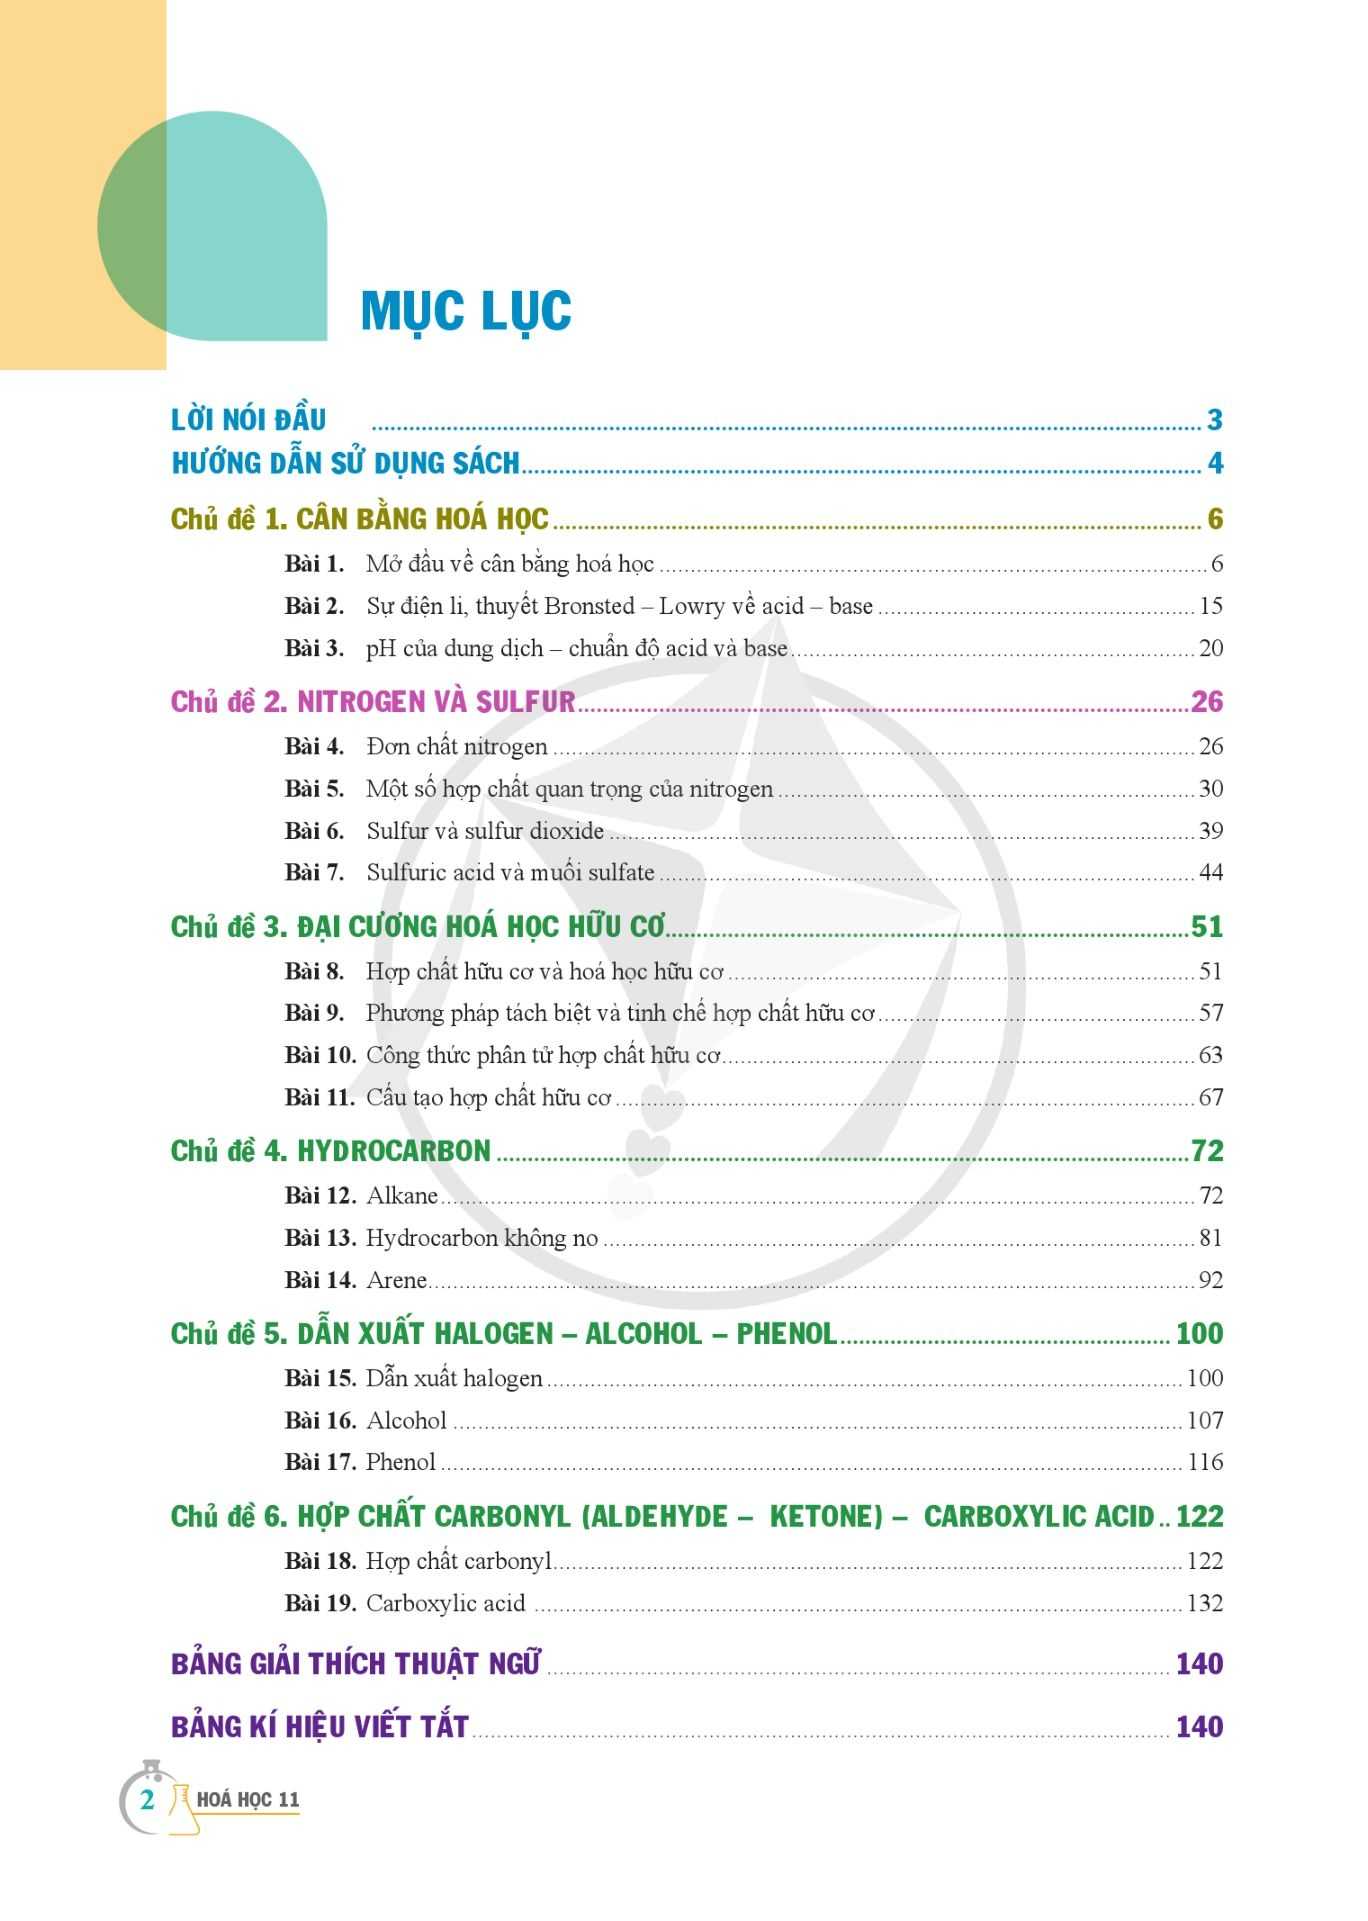 MỤC LỤC
LỜI NÓI ĐẦU ........ 3
HƯỚNG DẪN SỬ DỤNG SÁCH ........ 4
Chủ đề 1. CÂN BẰNG HOÁ HỌC ........ 6
Bài 1. Mở đầu về cân bằng hoá học ........ 6
Bài 2. Sự điện li, thuyết Bronsted – Lowry về acid – base ........ 15
Bài 3. pH của dung dịch – chuẩn độ acid và base ........ 20
Chủ đề 2. NITROGEN VÀ SULFUR ........ 26
Bài 4. Đơn chất nitrogen ........ 26
Bài 5. Một số hợp chất quan trọng của nitrogen ........ 30
Bài 6. Sulfur và sulfur dioxide ........ 39
Bài 7. Sulfuric acid và muối sulfate ........ 44
Chủ đề 3. ĐẠI CƯƠNG HOÁ HỌC HỮU CƠ ........ 51
Bài 8. Hợp chất hữu cơ và hoá học hữu cơ ........ 51
Bài 9. Phương pháp tách biệt và tinh chế hợp chất hữu cơ ........ 57
Bài 10. Công thức phân tử hợp chất hữu cơ ........ 63
Bài 11. Cấu tạo hợp chất hữu cơ ........ 67
Chủ đề 4. HYDROCARBON ........ 72
Bài 12. Alkane ........ 72
Bài 13. Hydrocarbon không no ........ 81
Bài 14. Arene ........ 92
Chủ đề 5. DẪN XUẤT HALOGEN – ALCOHOL – PHENOL ........ 100
Bài 15. Dẫn xuất halogen ........ 100
Bài 16. Alcohol ........ 107
Bài 17. Phenol ........ 116
Chủ đề 6. HỢP CHẤT CARBONYL (ALDEHYDE – KETONE) – CARBOXYLIC ACID .. 122
Bài 18. Hợp chất carbonyl ........ 122
Bài 19. Carboxylic acid ........ 132
BẢNG GIẢI THÍCH THUẬT NGỮ ........ 140
BẢNG KÍ HIỆU VIẾT TẮT ........ 140
2 HOÁ HỌC 11